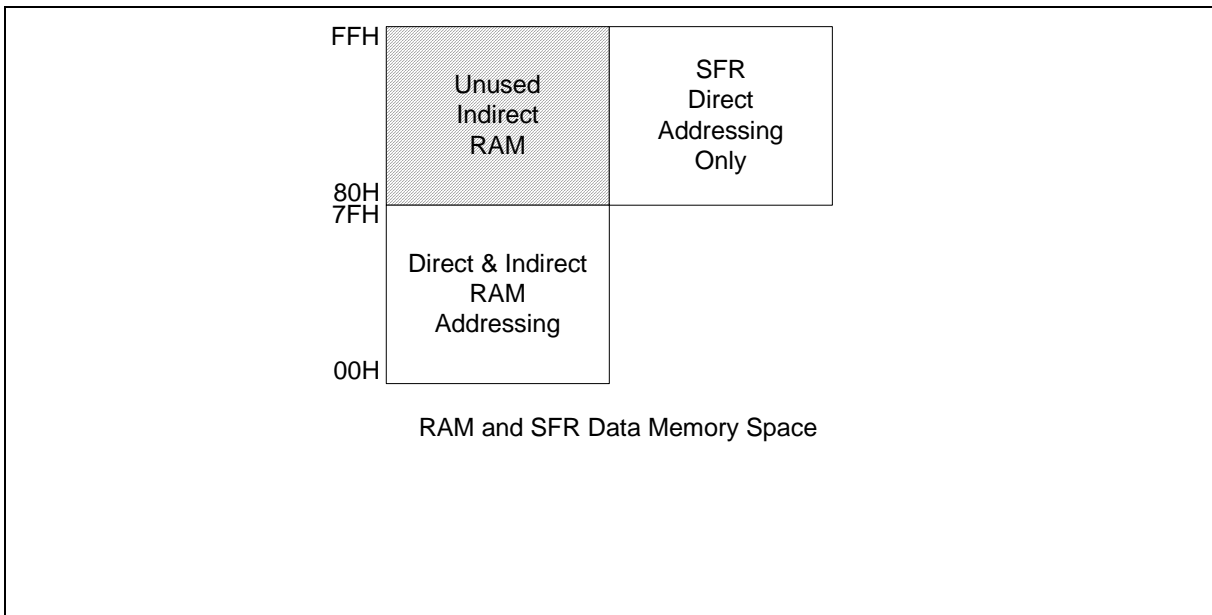 FFH
Unused
Indirect
RAM
SFR
Direct
Addressing
Only
80H
7FH
Direct & Indirect
RAM
Addressing
00H
RAM and SFR Data Memory Space